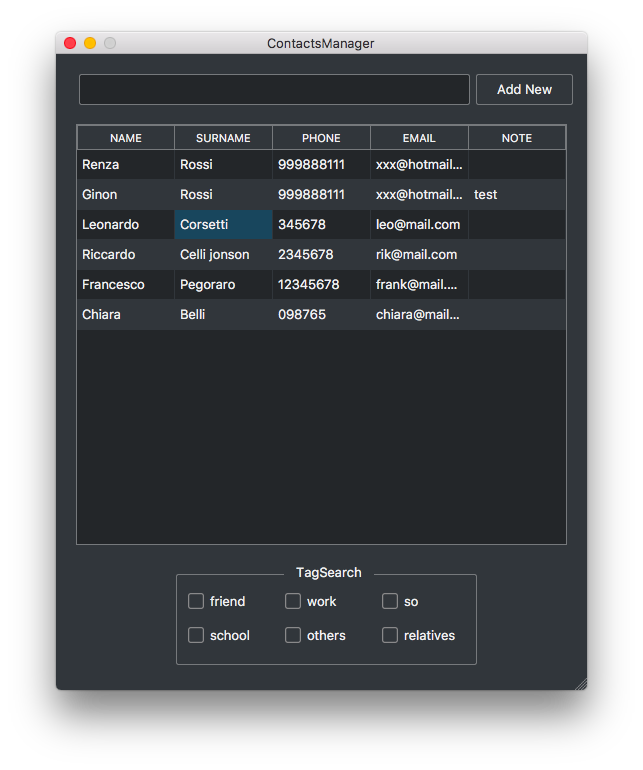 ContactsManager
Add New
NAME SURNAME PHONE EMAIL NOTE
Renza Rossi 999888111 xxx@hotmail...
Ginon Rossi 999888111 xxx@hotmail... test
Leonardo Corsetti 345678 leo@mail.com
Riccardo Celli jonson 2345678 rik@mail.com
Francesco Pegoraro 12345678 frank@mail....
Chiara Belli 098765 chiara@mail...
TagSearch
friend work so
school others relatives